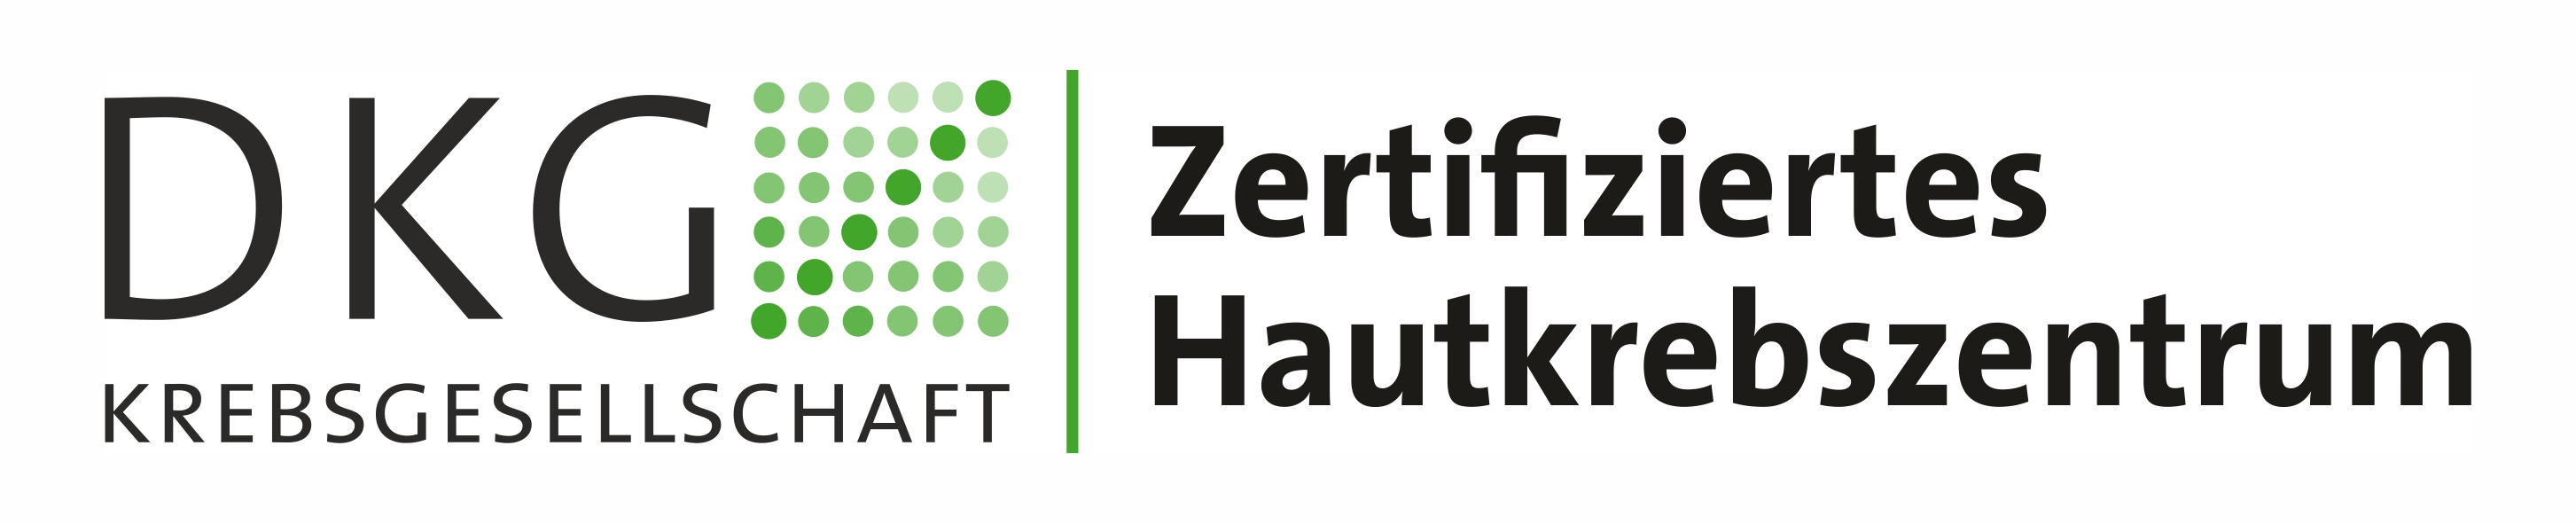 DKG
KREBSGESELLSCHAFT
Zertifiziertes
Hautkrebszentrum